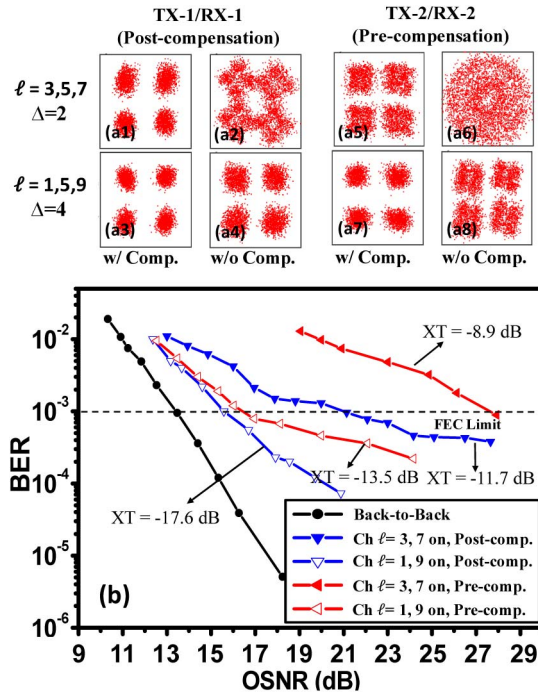 TX-1/RX-1
(Post-compensation)
TX-2/RX-2
(Pre-compensation)
ℓ = 3,5,7
Δ=2
(a1)
(a2)
(a5)
(a6)
ℓ = 1,5,9
Δ=4
(a3)
(a4)
(a7)
(a8)
w/ Comp.
w/o Comp.
w/ Comp.
w/o Comp.
10⁻²
XT = -8.9 dB
10⁻³
FEC Limit
BER
XT = -13.5 dB
XT = -11.7 dB
10⁻⁴
XT = -17.6 dB
Back-to-Back
10⁻⁵
Ch ℓ= 3, 7 on, Post-comp.
Ch ℓ= 1, 9 on, Post-comp.
Ch ℓ= 3, 7 on, Pre-comp.
(b)
Ch ℓ= 1, 9 on, Pre-comp.
10⁻⁶
9 11 13 15 17 19 21 23 25 27 29
OSNR (dB)